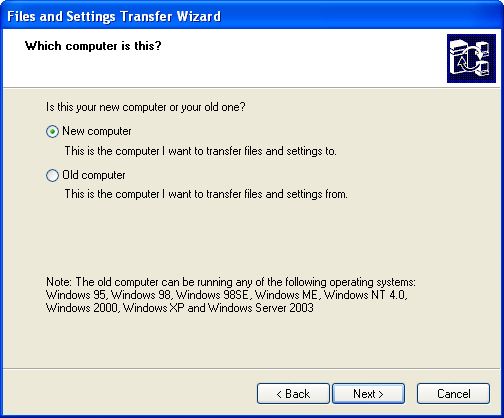 Files and Settings Transfer Wizard
Which computer is this?
Is this your new computer or your old one?
New computer
This is the computer I want to transfer files and settings to.
Old computer
This is the computer I want to transfer files and settings from.
Note: The old computer can be running any of the following operating systems:
Windows 95, Windows 98, Windows 98SE, Windows ME, Windows NT 4.0,
Windows 2000, Windows XP and Windows Server 2003
< Back Next > Cancel